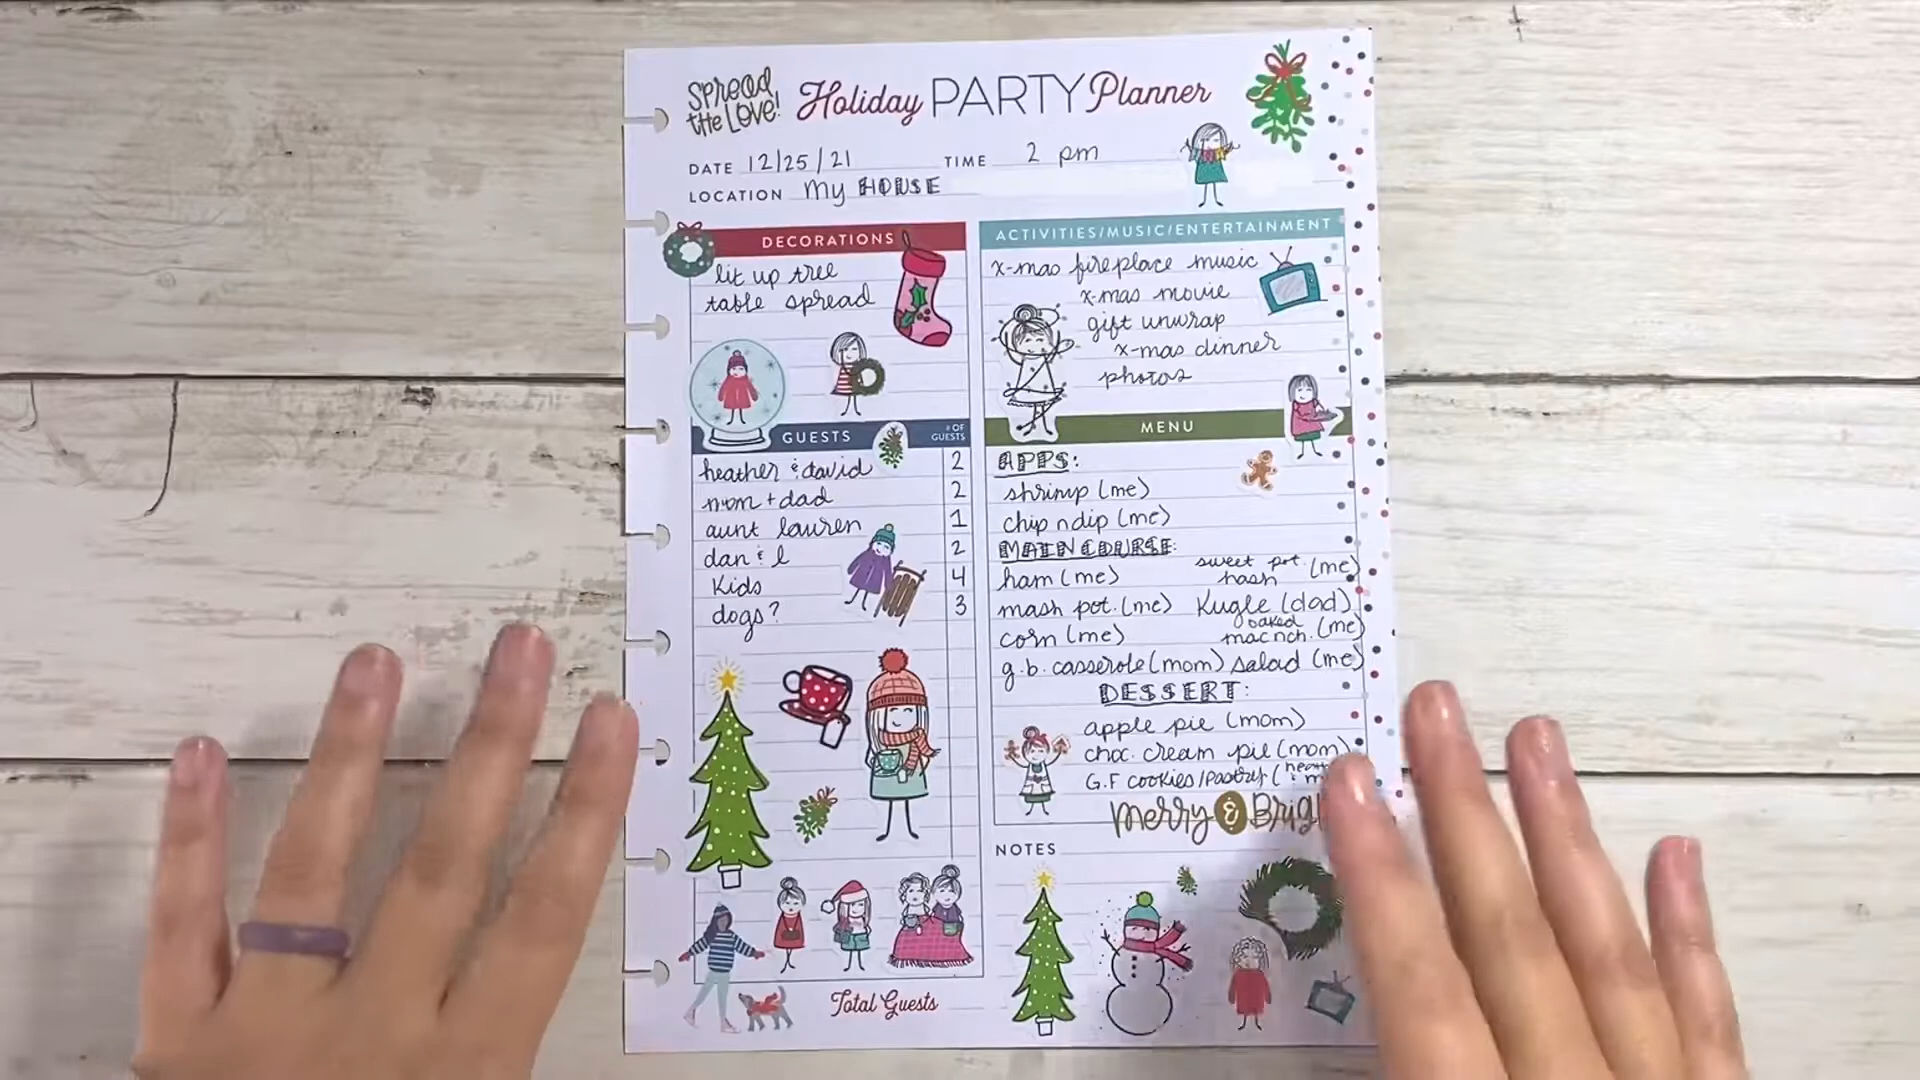 Spread the Love! Holiday PARTY Planner
DATE 12/25/21 TIME 2 pm
LOCATION my HOUSE
DECORATIONS
lit up tree
table spread
GUESTS # OF GUESTS
heather & david 2
mom + dad 2
aunt lauren 1
dan & l 2
Kids 4
dogs? 3
Total Guests
ACTIVITIES/MUSIC/ENTERTAINMENT
x-mas fireplace music
x-mas movie
gift unwrap
x-mas dinner
photos
MENU
APPS:
shrimp (me)
chip n dip (me)
MAIN COURSE:
ham (me) sweet pot. hash (me)
mash pot. (me) Kugle (dad)
corn (me) baked mac nch. (me)
g.b. casserole (mom) salad (me)
DESSERT:
apple pie (mom)
choc. cream pie (mom)
G.F cookies/pastry (
merry & Brig
NOTES